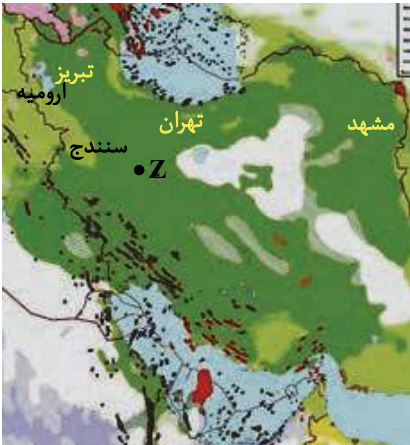 تبریز
ارومیه
تهران
مشهد
سنندج
Z